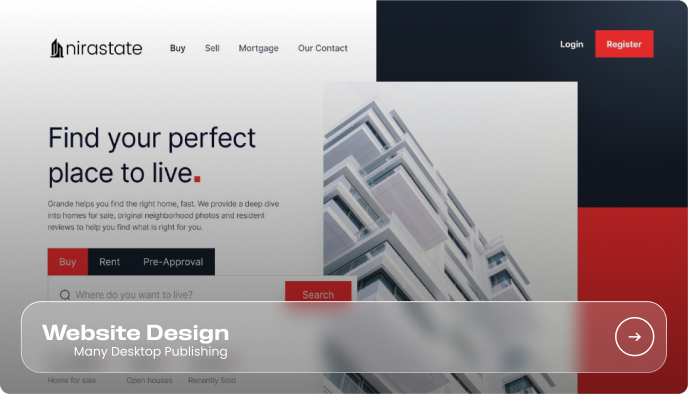 nirastate
Buy
Sell
Mortgage
Our Contact
Login
Register
Find your perfect
place to live.
Grande helps you find the right home, fast. We provide a deep dive
into homes for sale, original neighborhood photos and resident
reviews to help you find what is right for you.
Buy
Rent
Pre-Approval
Where do you want to live?
Search
Website Design
Many Desktop Publishing
Home for sale
Open houses
Recently Sold